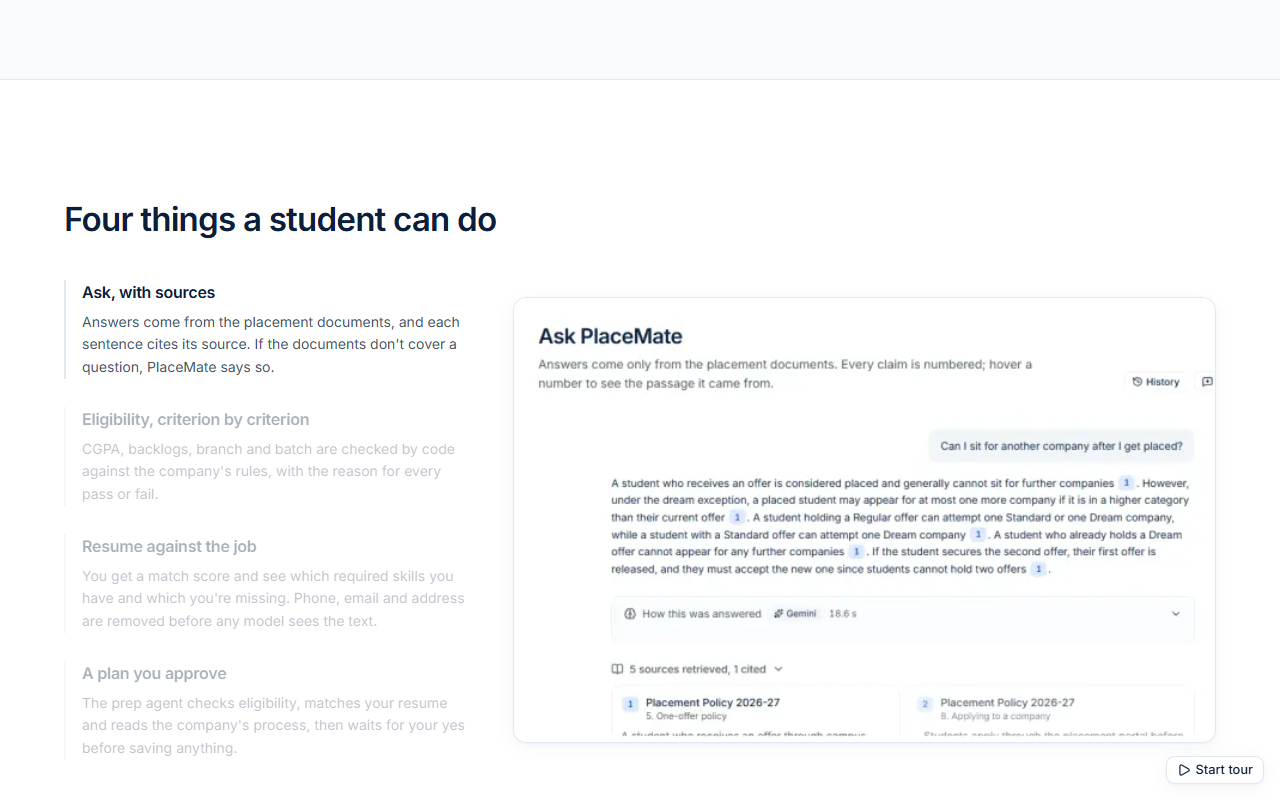 Four things a student can do
Ask, with sources
Answers come from the placement documents, and each
sentence cites its source. If the documents don't cover a
question, PlaceMate says so.
Eligibility, criterion by criterion
CGPA, backlogs, branch and batch are checked by code
against the company's rules, with the reason for every
pass or fail.
Resume against the job
You get a match score and see which required skills you
have and which you're missing. Phone, email and address
are removed before any model sees the text.
A plan you approve
The prep agent checks eligibility, matches your resume
and reads the company's process, then waits for your yes
before saving anything.
Ask PlaceMate
Answers come only from the placement documents. Every claim is numbered; hover a
number to see the passage it came from.
History
Can I sit for another company after I get placed?
A student who receives an offer is considered placed and generally cannot sit for further companies 1 . However,
under the dream exception, a placed student may appear for at most one more company if it is in a higher category
than their current offer 1 . A student holding a Regular offer can attempt one Standard or one Dream company,
while a student with a Standard offer can attempt one Dream company 1 . A student who already holds a Dream
offer cannot appear for any further companies 1 . If the student secures the second offer, their first offer is
released, and they must accept the new one since students cannot hold two offers 1 .
How this was answered Gemini 18.6 s
5 sources retrieved, 1 cited
1 Placement Policy 2026-27
5. One-offer policy
A student who receives an offer through campus
2 Placement Policy 2026-27
8. Applying to a company
Students apply through the placement portal before
Start tour